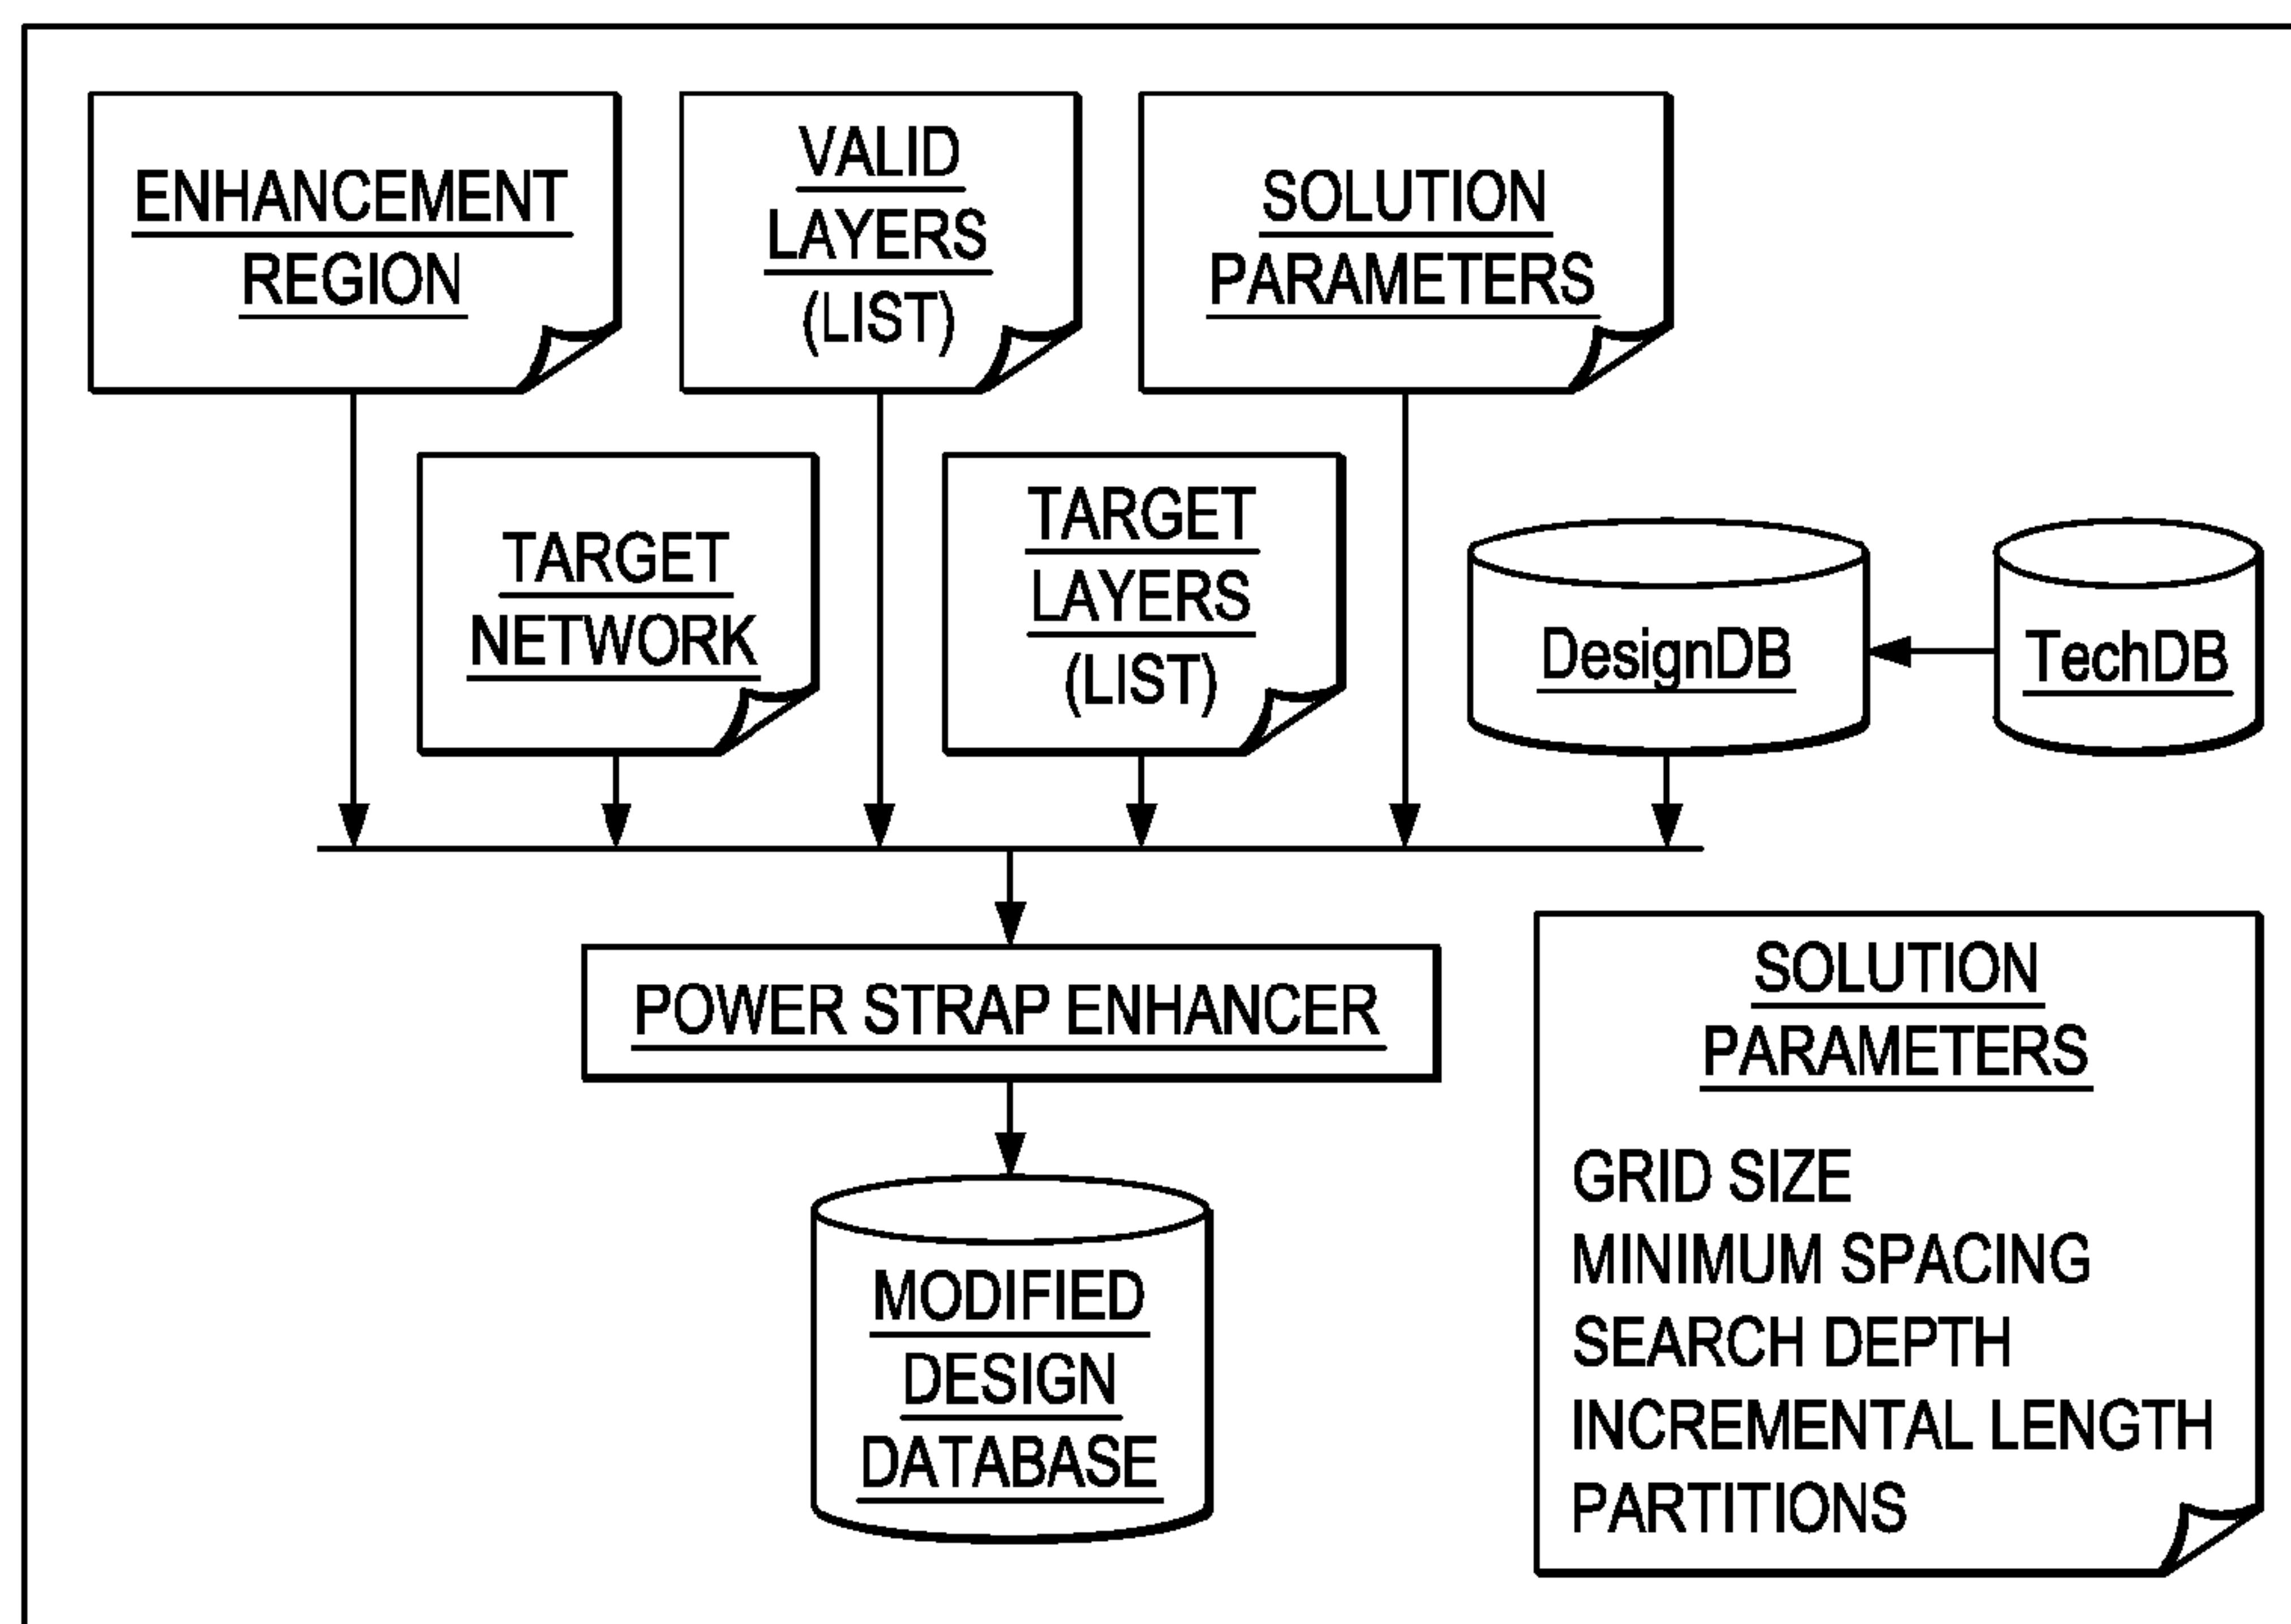 ENHANCEMENT
REGION
VALID
LAYERS
(LIST)
SOLUTION
PARAMETERS
TARGET
NETWORK
TARGET
LAYERS
(LIST)
DesignDB
TechDB
POWER STRAP ENHANCER
MODIFIED
DESIGN
DATABASE
SOLUTION
PARAMETERS
GRID SIZE
MINIMUM SPACING
SEARCH DEPTH
INCREMENTAL LENGTH
PARTITIONS